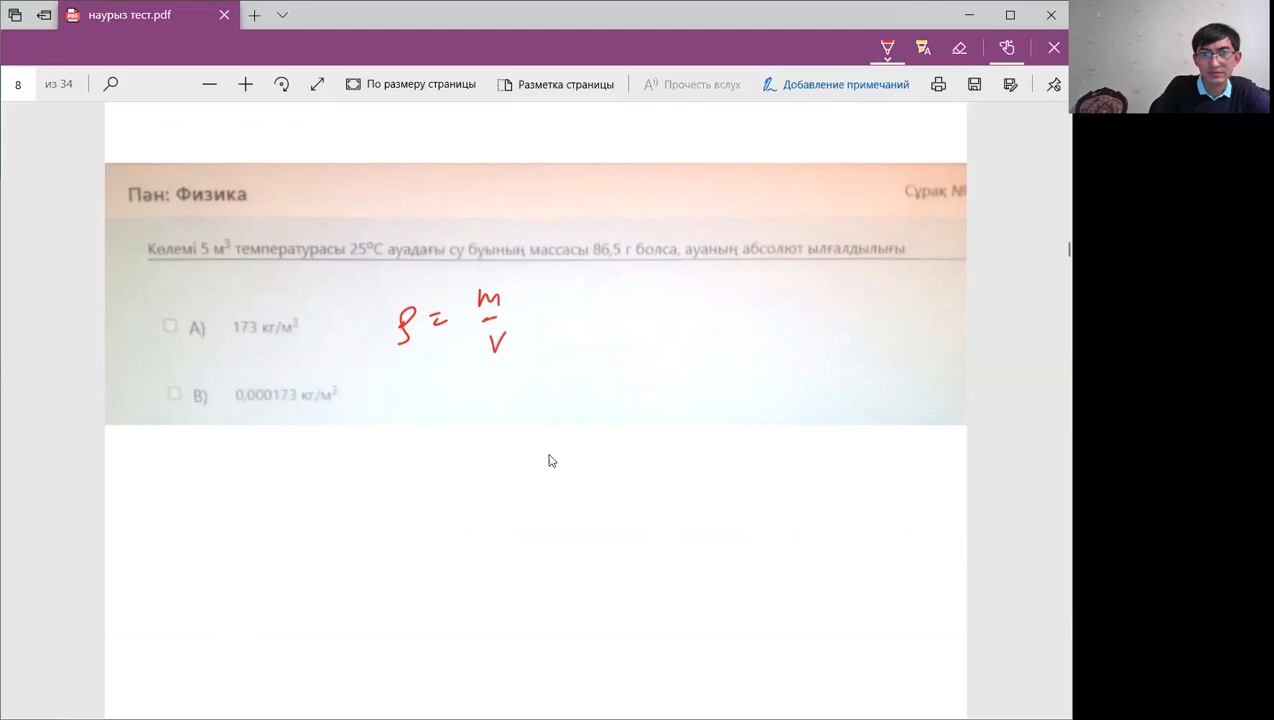 наурыз тест.pdf
8 из 34
По размеру страницы
Разметка страницы
Прочесть вслух
Добавление примечаний
Пән: Физика
Сұрақ №
Көлемі 5 м³ температурасы 25⁰С ауадағы су буының массасы 86,5 г болса, ауаның абсолют ылғалдылығы
A) 173 кг/м³
ρ = m/V
B) 0,000173 кг/м³